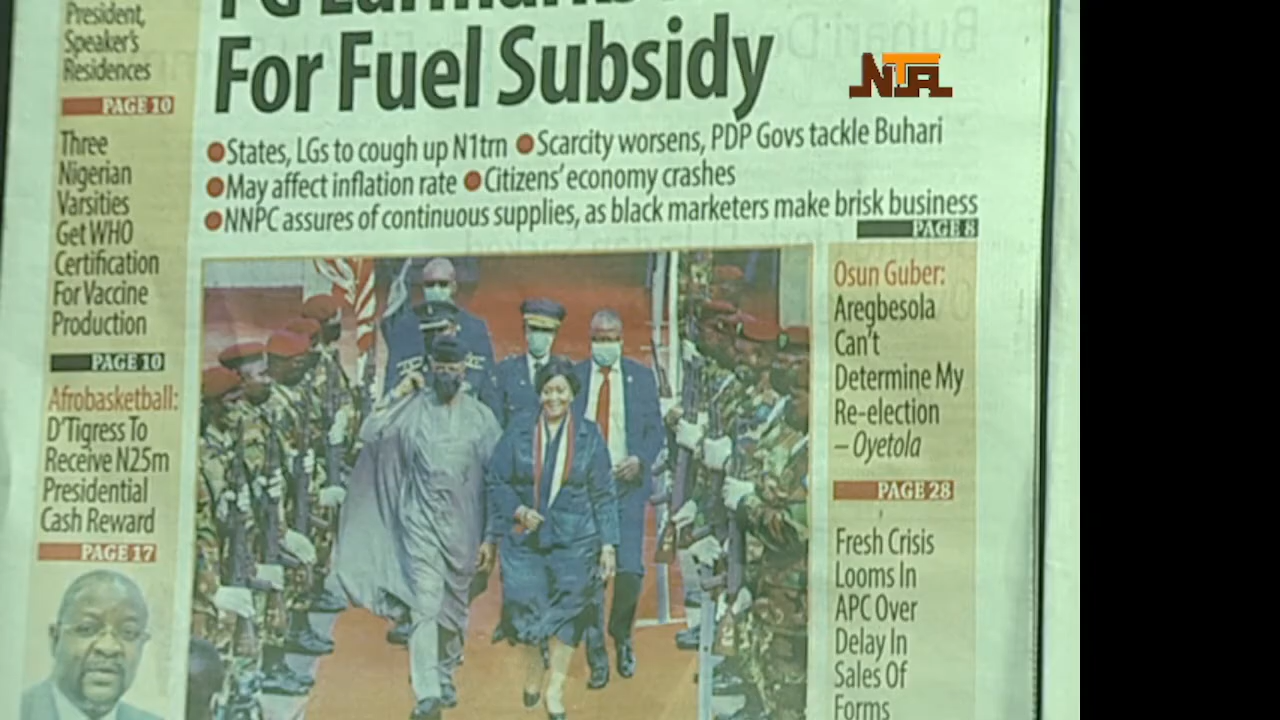 President,
Speaker's
Residences
PAGE 10
Three
Nigerian
Varsities
Get WHO
Certification
For Vaccine
Production
PAGE 10
Afrobasketball:
D'Tigress To
Receive N25m
Presidential
Cash Reward
PAGE 17
For Fuel Subsidy
NTA
●States, LGs to cough up N1trn ●Scarcity worsens, PDP Govs tackle Buhari
●May affect inflation rate ●Citizens' economy crashes
●NNPC assures of continuous supplies, as black marketers make brisk business
PAGE 8
Osun Guber:
Aregbesola
Can't
Determine My
Re-election
– Oyetola
PAGE 28
Fresh Crisis
Looms In
APC Over
Delay In
Sales Of
Forms